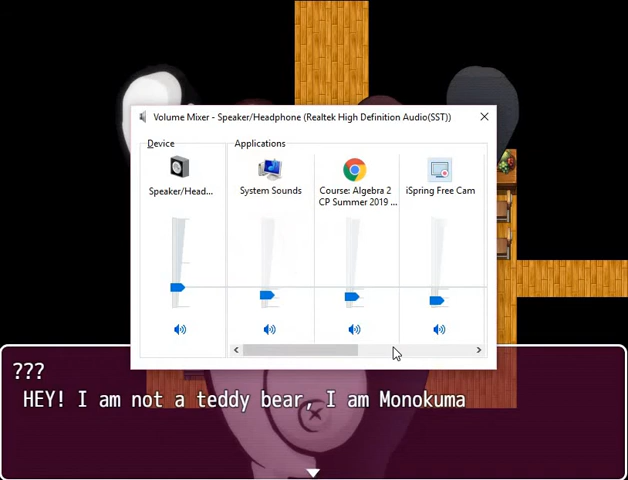 Volume Mixer - Speaker/Headphone (Realtek High Definition Audio(SST))
Device
Applications
Speaker/Head...
System Sounds
Course: Algebra 2
CP Summer 2019 ...
iSpring Free Cam
???
HEY! I am not a teddy bear, I am Monokuma